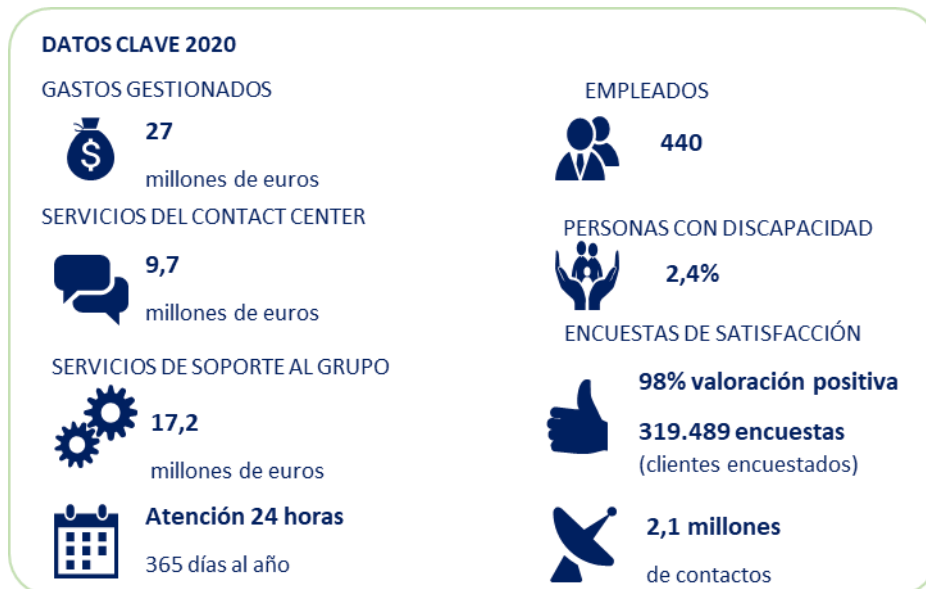 DATOS CLAVE 2020
GASTOS GESTIONADOS
27
millones de euros
SERVICIOS DEL CONTACT CENTER
9,7
millones de euros
SERVICIOS DE SOPORTE AL GRUPO
17,2
millones de euros
Atención 24 horas
365 días al año
EMPLEADOS
440
PERSONAS CON DISCAPACIDAD
2,4%
ENCUESTAS DE SATISFACCIÓN
98% valoración positiva
319.489 encuestas
(clientes encuestados)
2,1 millones
de contactos